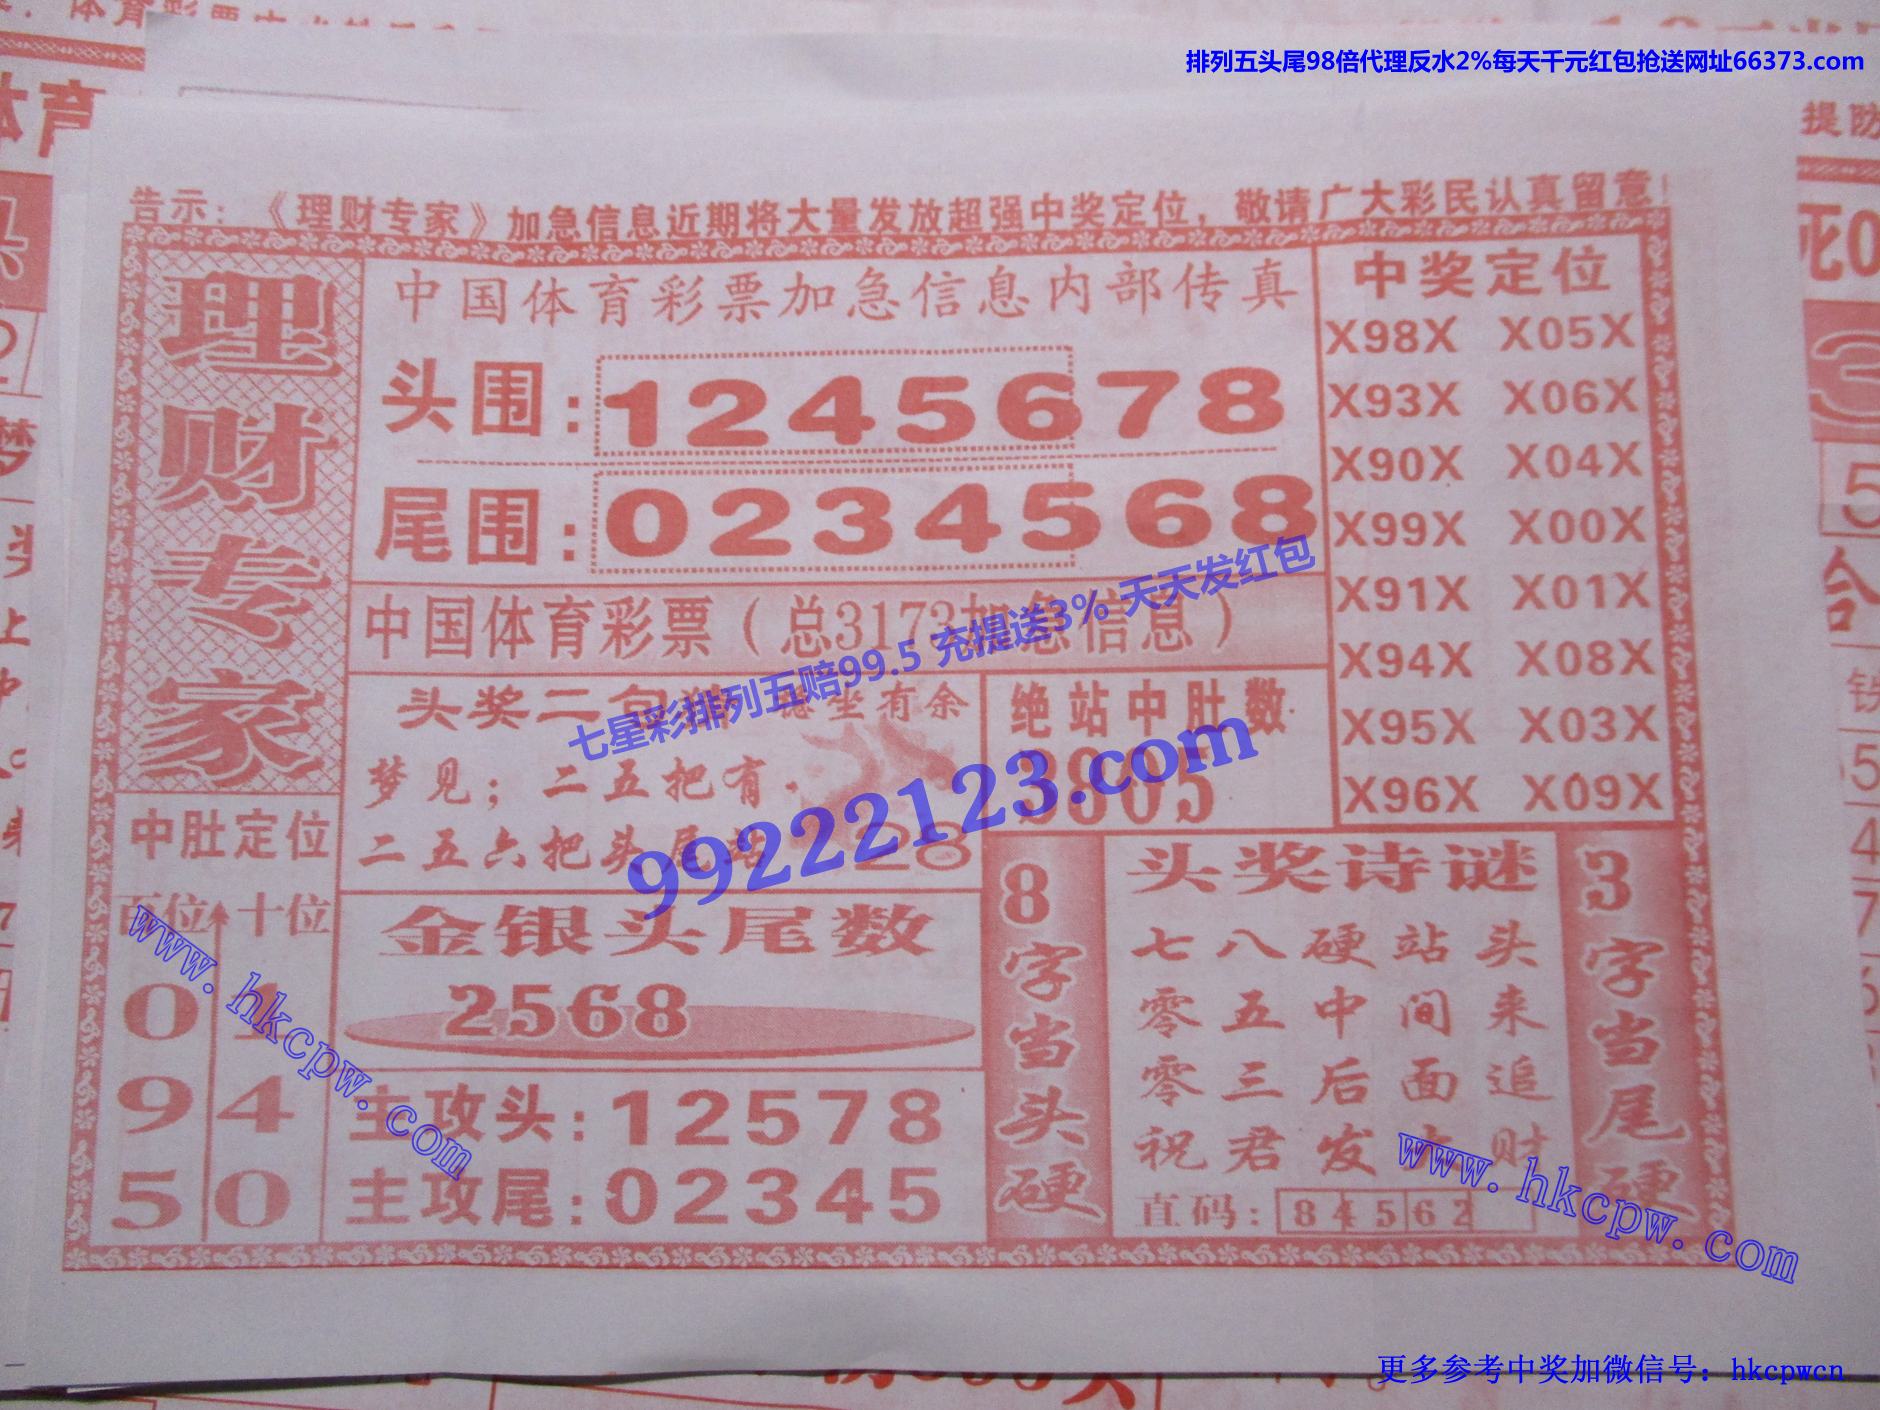 排列五头尾98倍代理反水2%每天千元红包抢送网址66373.com
告示：《理财专家》加急信息近期将大量发放超强中奖定位，敬请广大彩民认真留意！
理财专家
中国体育彩票加急信息内部传真
头围：1245678
尾围：0234568
中国体育彩票（总3173加急信息）
中奖定位
X98X X05X
X93X X06X
X90X X04X
X99X X00X
X91X X01X
X94X X08X
X95X X03X
X96X X09X
七星彩排列五赔99.5 充提送3% 天天发红包
99222123.com
头奖二句
坐有余
梦见；二五把有．
二五六把头尾站
28
绝站中肚数
中肚定位
百位 十位
0 1
9 4
5 0
金银头尾数
2568
主攻头：12578
主攻尾：02345
8字当头硬
头奖诗谜
七八硬站头
零五中间来
零三后面追
祝君发大财
直码：84562
3字当尾硬
www.hkcpw.com
www.hkcpw.com
更多参考中奖加微信号：hkcpwcn